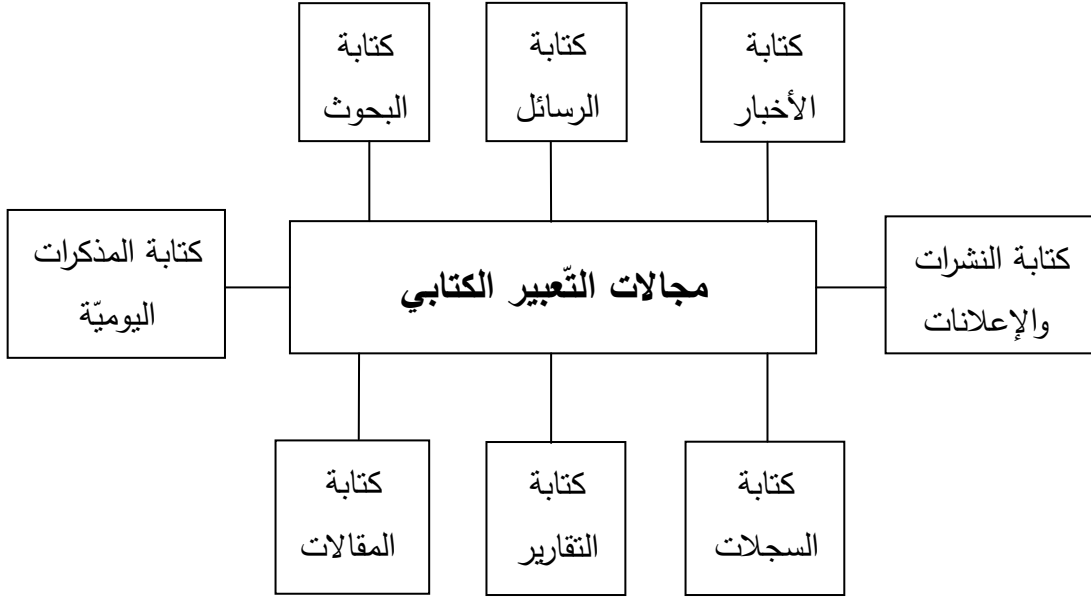 كتابة
الأخبار
كتابة
الرسائل
كتابة
البحوث
كتابة النشرات
والإعلانات
مجالات التّعبير الكتابي
كتابة المذكرات
اليوميّة
كتابة
السجلات
كتابة
التقارير
كتابة
المقالات